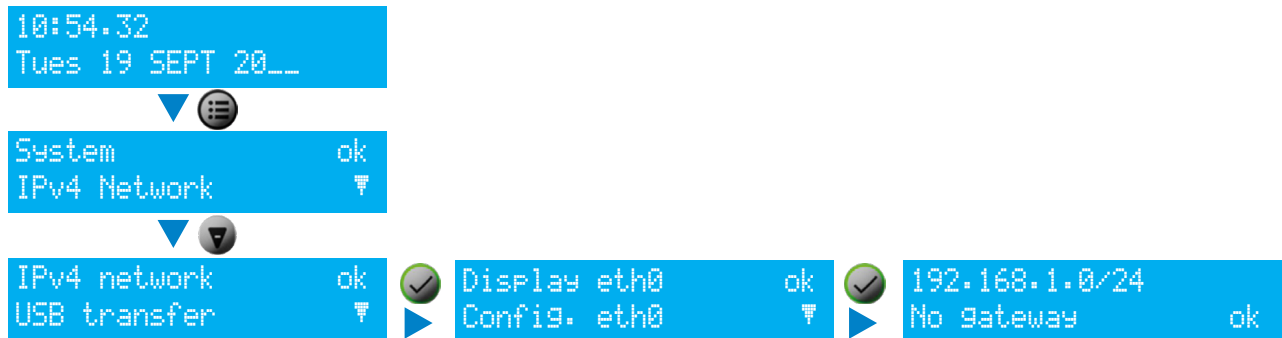 10:54.32
Tues 19 SEPT 20__
System ok
IPv4 Network
IPv4 network ok
USB transfer
Display eth0 ok
Config. eth0
192.168.1.0/24
No gateway ok